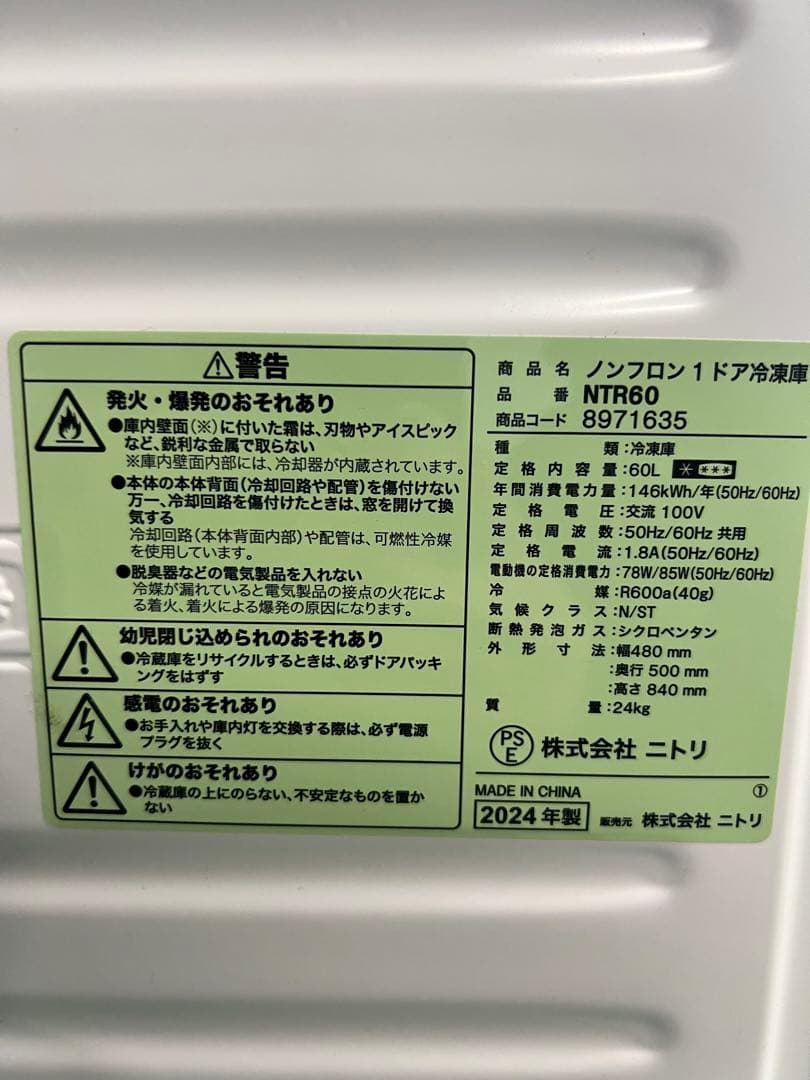 ⚠警告
発火・爆発のおそれあり
●庫内壁面(※)に付いた霜は、刃物やアイスピック
など、鋭利な金属で取らない
※庫内壁面内部には、冷却器が内蔵されています。
●本体の本体背面(冷却回路や配管)を傷付けない
万一、冷却回路を傷付けたときは、窓を開けて換
気する
冷却回路(本体背面内部)や配管は、可燃性冷媒
を使用しています。
●脱臭器などの電気製品を入れない
冷媒が漏れていると電気製品の接点の火花によ
る着火、着火による爆発の原因になります。
幼児閉じ込められのおそれあり
●冷蔵庫をリサイクルするときは、必ずドアパッキ
ングをはずす
感電のおそれあり
●お手入れや庫内灯を交換する際は、必ず電源
プラグを抜く
けがのおそれあり
●冷蔵庫の上にのらない、不安定なものを置か
ない
商品名 ノンフロン1ドア冷凍庫
品番 NTR60
商品コード 8971635
種類:冷凍庫
定格内容量:60L
年間消費電力量:146kWh/年(50Hz/60Hz)
定格電圧:交流 100V
定格周波数:50Hz/60Hz 共用
定格電流:1.8A(50Hz/60Hz)
電動機の定格消費電力:78W/85W(50Hz/60Hz)
冷媒:R600a(40g)
気候クラス:N/ST
断熱発泡ガス:シクロペンタン
外形寸法:幅480 mm
:奥行 500 mm
:高さ 840 mm
質量:24kg
PSE 株式会社 ニトリ
MADE IN CHINA ①
2024年製 販売元 株式会社 ニトリ